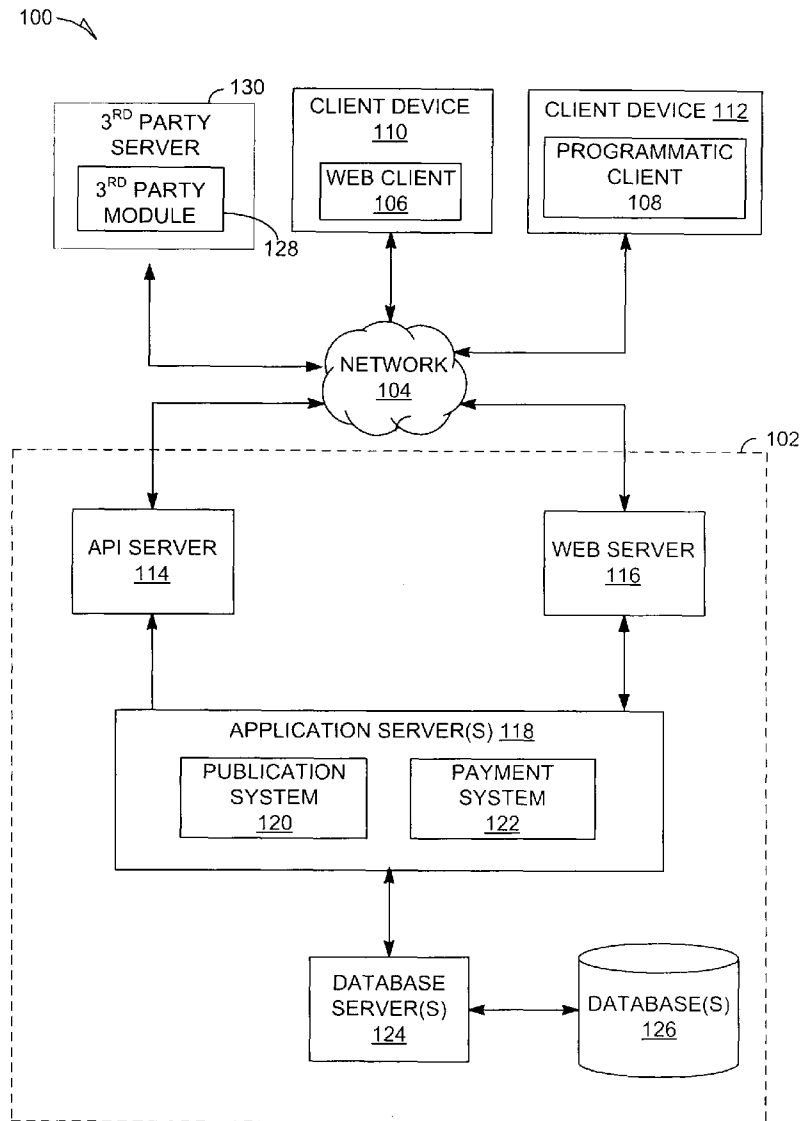 100
130
3RD PARTY
SERVER
3RD PARTY
MODULE
128
CLIENT DEVICE
110
WEB CLIENT
106
CLIENT DEVICE 112
PROGRAMMATIC
CLIENT
108
NETWORK
104
102
API SERVER
114
WEB SERVER
116
APPLICATION SERVER(S) 118
PUBLICATION
SYSTEM
120
PAYMENT
SYSTEM
122
DATABASE
SERVER(S)
124
DATABASE(S)
126